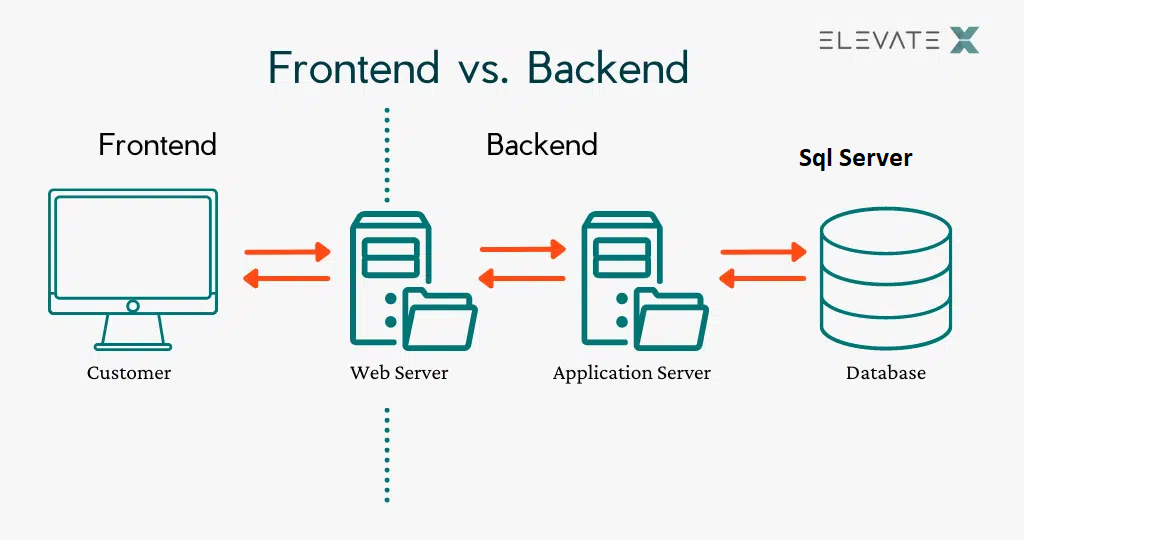 ELEVATE X
Frontend vs. Backend
Frontend
Backend
Sql Server
Customer
Web Server
Application Server
Database